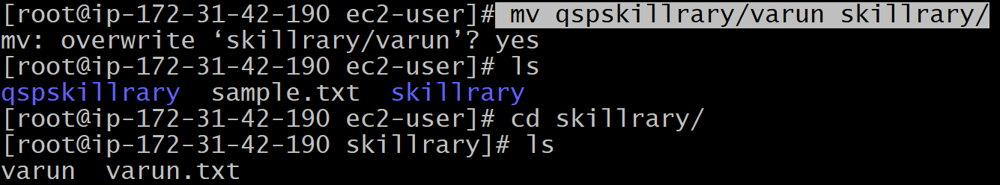 [root@ip-172-31-42-190 ec2-user]# mv qspskillrary/varun skillrary/
mv: overwrite ‘skillrary/varun’? yes
[root@ip-172-31-42-190 ec2-user]# ls
qspskillrary  sample.txt  skillrary
[root@ip-172-31-42-190 ec2-user]# cd skillrary/
[root@ip-172-31-42-190 skillrary]# ls
varun  varun.txt